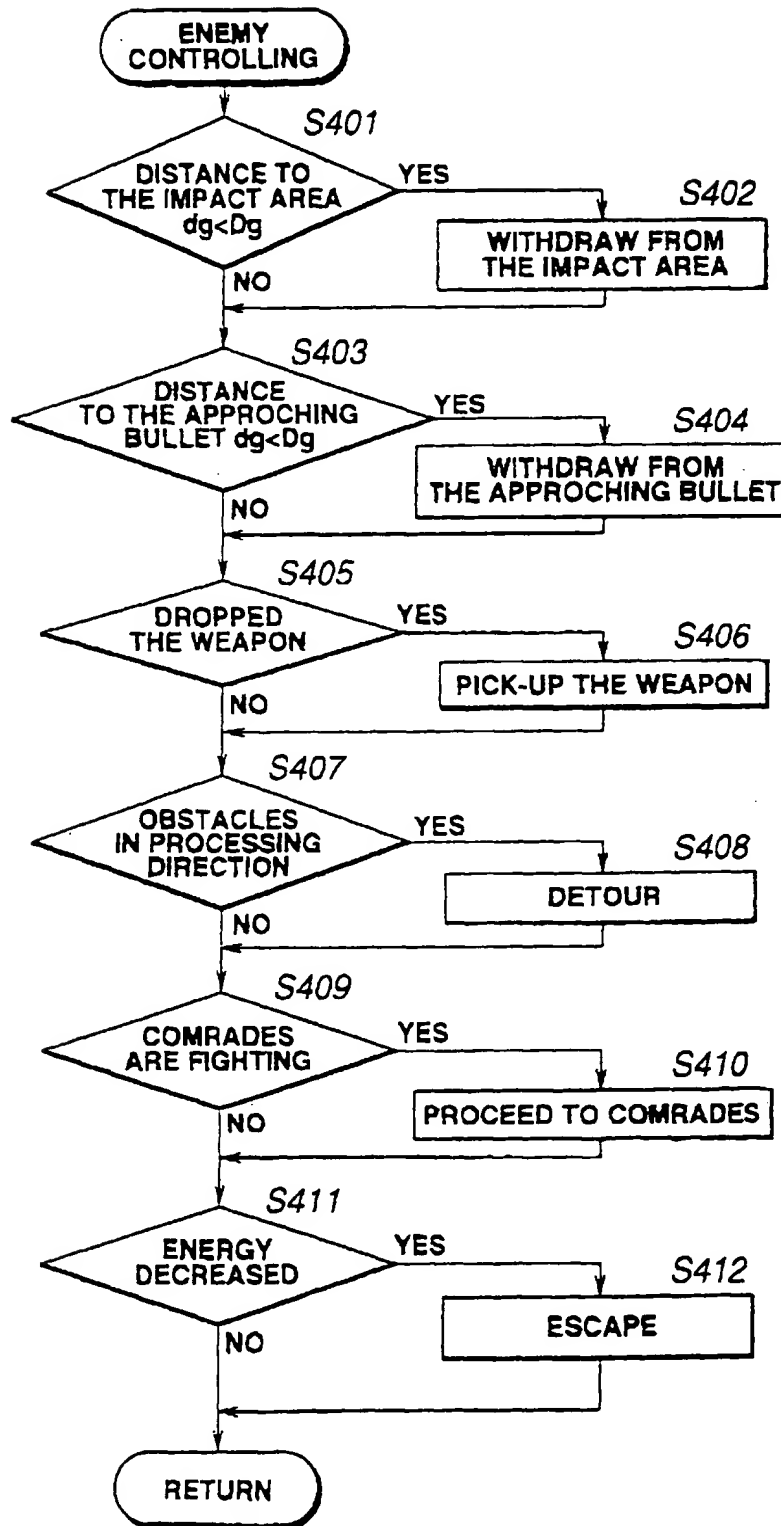 ENEMY
CONTROLLING
S401
DISTANCE TO
THE IMPACT AREA
dg<Dg
YES
S402
WITHDRAW FROM
THE IMPACT AREA
NO
S403
DISTANCE
TO THE APPROCHING
BULLET dg<Dg
YES
S404
WITHDRAW FROM
THE APPROCHING BULLET
NO
S405
DROPPED
THE WEAPON
YES
S406
PICK-UP THE WEAPON
NO
S407
OBSTACLES
IN PROCESSING
DIRECTION
YES
S408
DETOUR
NO
S409
COMRADES
ARE FIGHTING
YES
S410
PROCEED TO COMRADES
NO
S411
ENERGY
DECREASED
YES
S412
ESCAPE
NO
RETURN